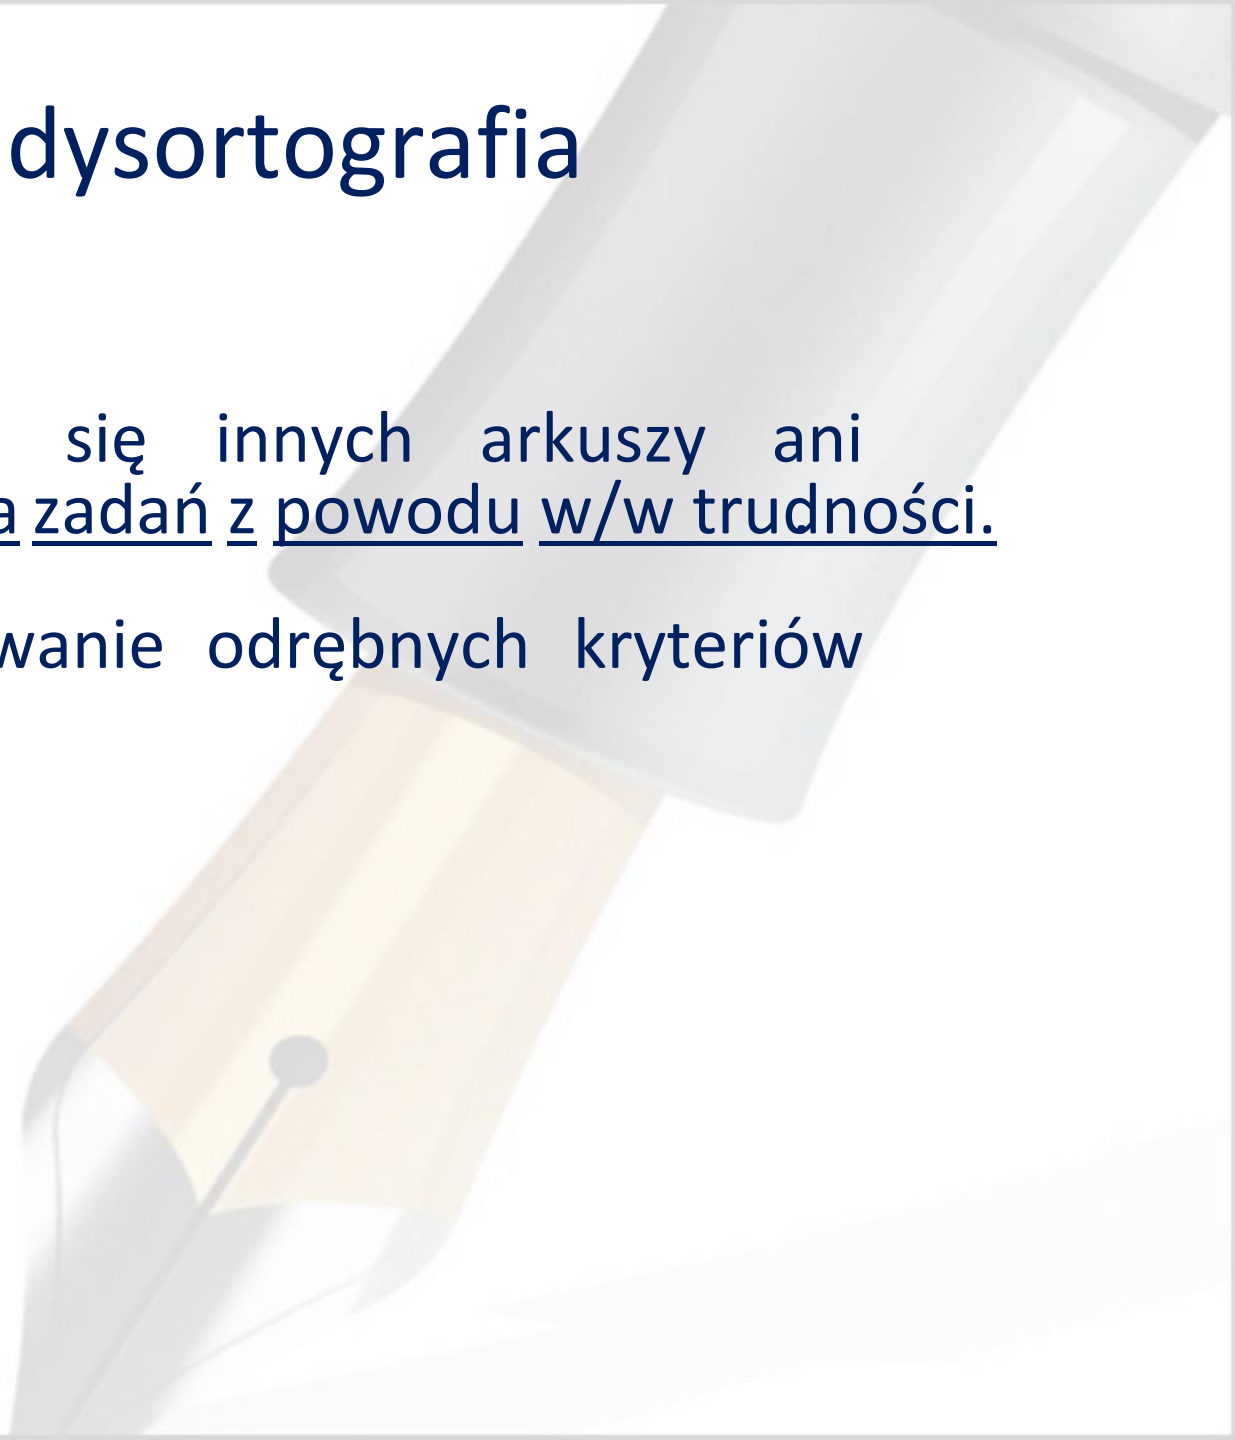 dysortografia
się innych arkuszy ani
a zadań z powodu w/w trudności.
wanie odrębnych kryteriów